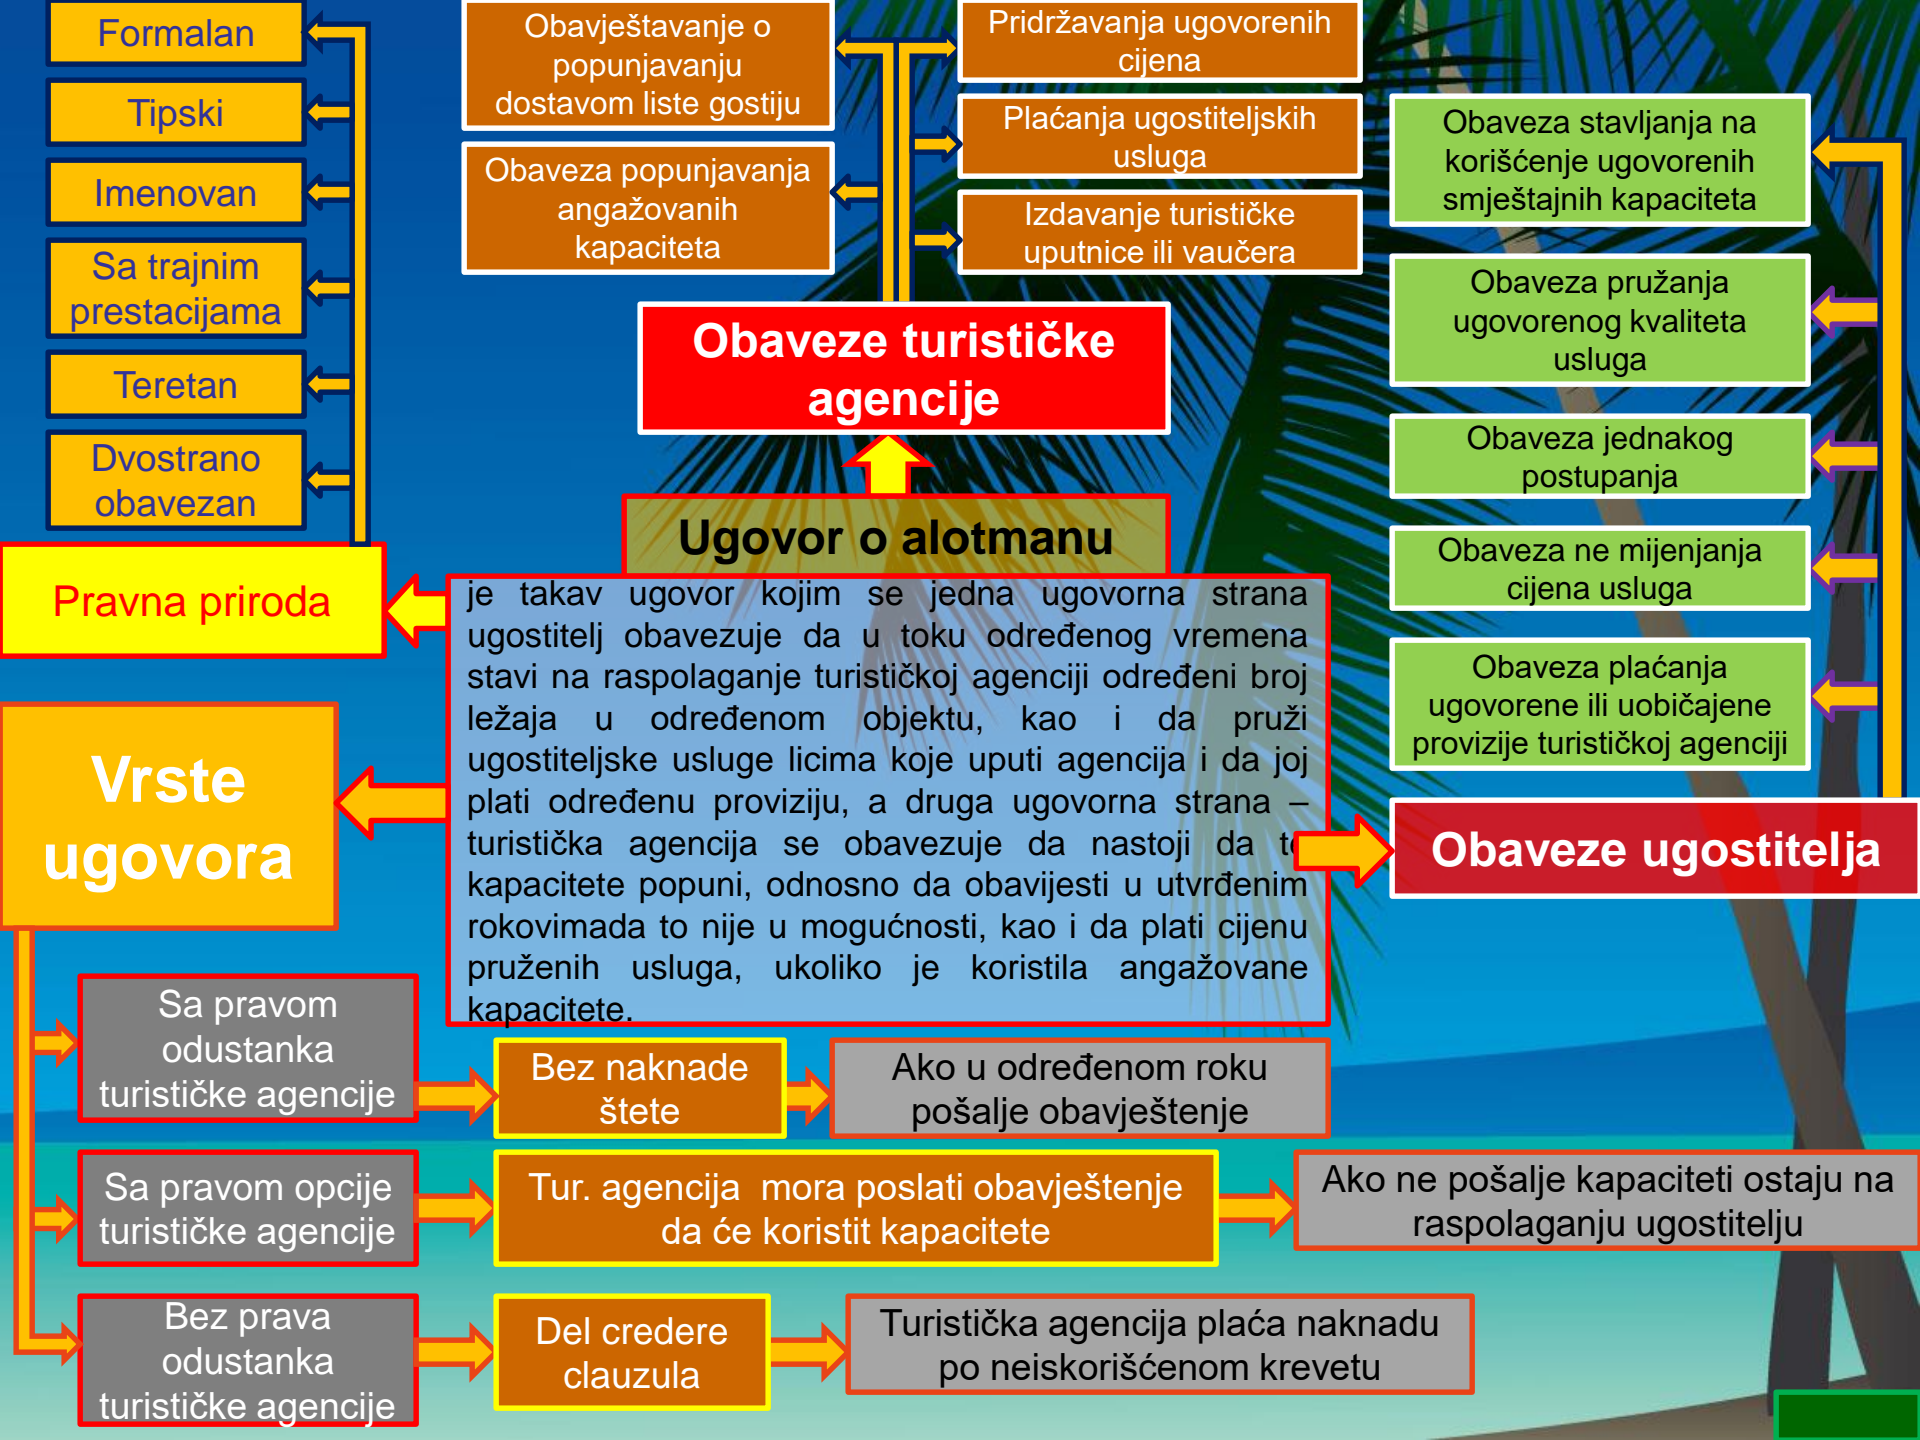 Formalan
Tipski
Imenovan
Sa trajnim
prestacijama
Teretan
Dvostrano
obavezan
Pravna priroda
Obavještavanje o
popunjavanju
dostavom liste gostiju
Obaveza popunjavanja
angažovanih
kapaciteta
Pridržavanja ugovorenih
cijena
Plaćanja ugostiteljskih
usluga
Izdavanje turističke
uputnice ili vaučera
Obaveze turističke
agencije
Obaveza stavljanja na
korišćenje ugovorenih
smještajnih kapaciteta
Obaveza pružanja
ugovorenog kvaliteta
usluga
Obaveza jednakog
postupanja
Obaveza ne mijenjanja
cijena usluga
Obaveza plaćanja
ugovorene ili uobičajene
provizije turističkoj agenciji
Obaveze ugostitelja
Ugovor o alotmanu
je takav ugovor kojim se jedna ugovorna strana
ugostitelj obavezuje da u toku određenog vremena
stavi na raspolaganje turističkoj agenciji određeni broj
ležaja u određenom objektu, kao i da pruži
ugostiteljske usluge licima koje uputi agencija i da joj
plati određenu proviziju, a druga ugovorna strana –
turistička agencija se obavezuje da nastoji da te
kapacitete popuni, odnosno da obavijesti u utvrđenim
rokovimada to nije u mogućnosti, kao i da plati cijenu
pruženih usluga, ukoliko je koristila angažovane
kapacitete.
Vrste
ugovora
Sa pravom
odustanka
turističke agencije
Bez naknade
štete
Ako u određenom roku
pošalje obavještenje
Sa pravom opcije
turističke agencije
Tur. agencija mora poslati obavještenje
da će koristit kapacitete
Ako ne pošalje kapaciteti ostaju na
raspolaganju ugostitelju
Bez prava
odustanka
turističke agencije
Del credere
clauzula
Turistička agencija plaća naknadu
po neiskorišćenom krevetu